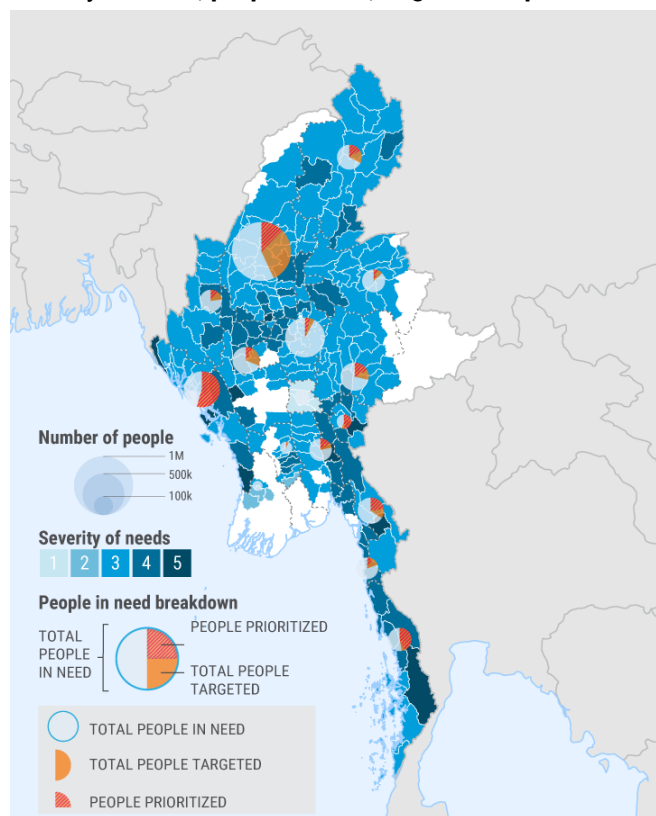 Number of people
1M
500k
100k
Severity of needs
1 2 3 4 5
People in need breakdown
TOTAL
PEOPLE
IN NEED
PEOPLE PRIORITIZED
TOTAL PEOPLE
TARGETED
TOTAL PEOPLE IN NEED
TOTAL PEOPLE TARGETED
PEOPLE PRIORITIZED